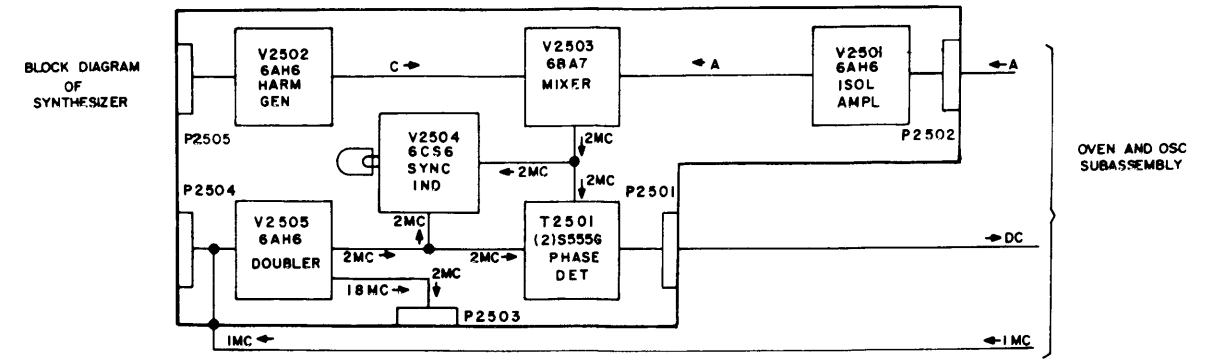 BLOCK DIAGRAM
OF
SYNTHESIZER
V2502
6AH6
HARM
GEN
C →
V2503
6BA7
MIXER
← A
V2501
6AH6
ISOL
AMPL
← A
P2505
P2502
V2504
6CS6
SYNC
IND
2MC
← 2MC
2MC
OVEN AND OSC
SUBASSEMBLY
P2504
P2501
V2505
6AH6
DOUBLER
2MC
T2501
(2)S555G
PHASE
DET
2MC →
2MC →
→ DC
18MC →
2MC
P2503
1MC ←
← 1MC